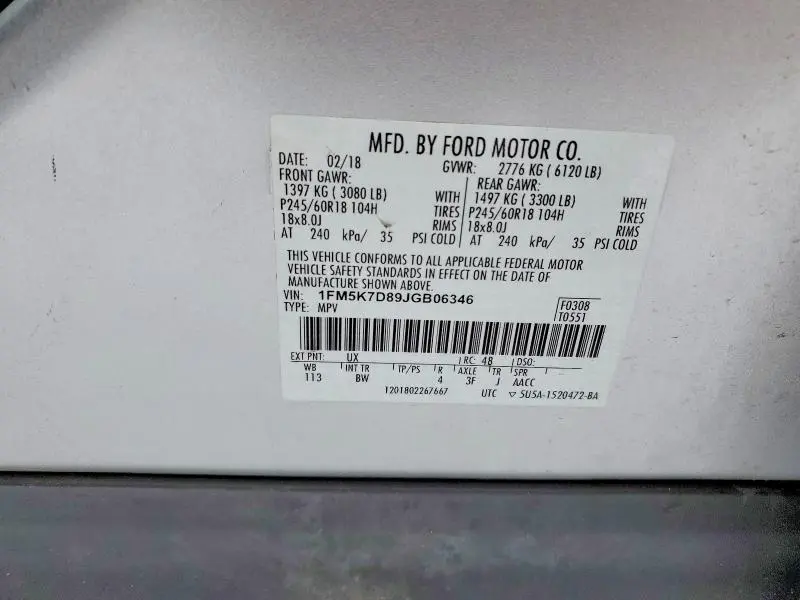 MFD. BY FORD MOTOR CO.
DATE: 02/18 GVWR: 2776 KG ( 6120 LB)
FRONT GAWR: REAR GAWR:
1397 KG ( 3080 LB) WITH 1497 KG ( 3300 LB) WITH
P245/60R18 104H TIRES P245/60R18 104H TIRES
18x8.0J RIMS 18x8.0J RIMS
AT 240 kPa/ 35 PSI COLD AT 240 kPa/ 35 PSI COLD
THIS VEHICLE CONFORMS TO ALL APPLICABLE FEDERAL MOTOR
VEHICLE SAFETY STANDARDS IN EFFECT ON THE DATE OF
MANUFACTURE SHOWN ABOVE.
VIN: 1FM5K7D89JGB06346 F0308
TYPE: MPV T0551
EXT PNT: UX RC: 48 DSO:
WB INT TR TP/PS R AXLE TR SPR
113 BW 4 3F J AACC
1201802267667 UTC ▽ 5U5A-1520472-BA